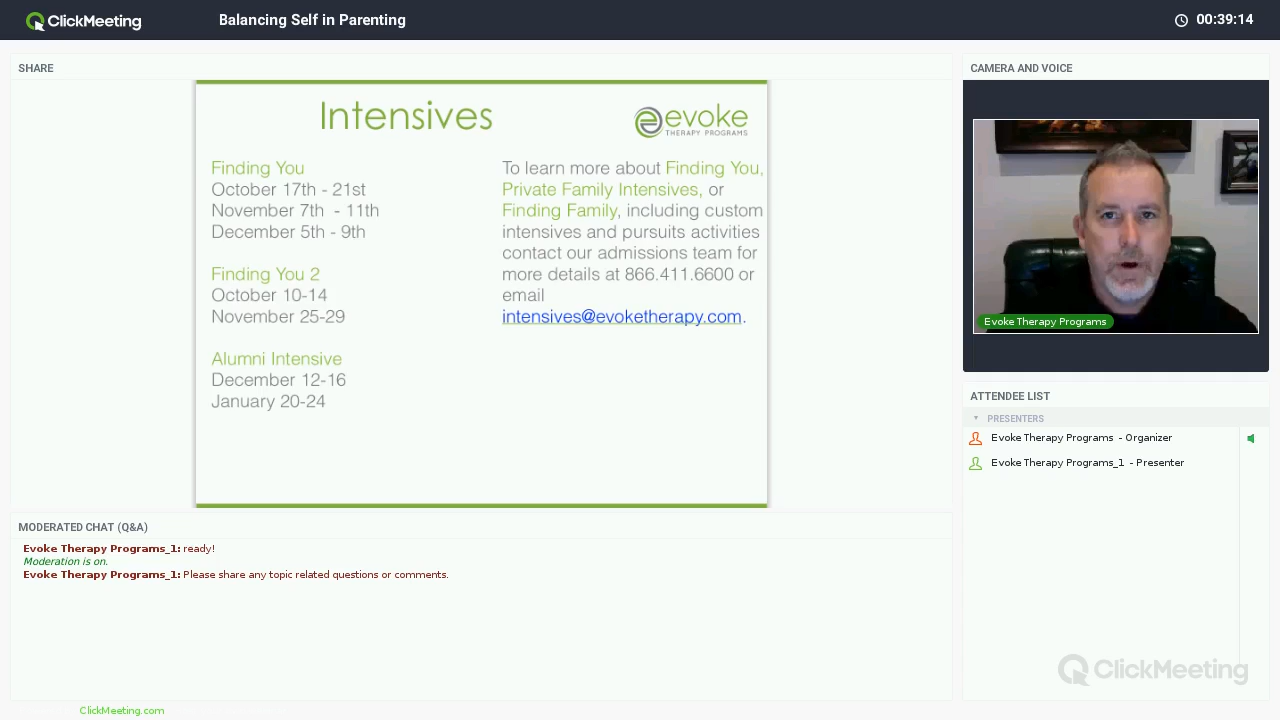 ClickMeeting
Balancing Self in Parenting
00:39:14
SHARE
Intensives
evoke
THERAPY PROGRAMS
Finding You
October 17th - 21st
November 7th - 11th
December 5th - 9th
Finding You 2
October 10-14
November 25-29
Alumni Intensive
December 12-16
January 20-24
To learn more about Finding You,
Private Family Intensives, or
Finding Family, including custom
intensives and pursuits activities
contact our admissions team for
more details at 866.411.6600 or
email
intensives@evoketherapy.com.
CAMERA AND VOICE
Evoke Therapy Programs
ATTENDEE LIST
PRESENTERS
Evoke Therapy Programs - Organizer
Evoke Therapy Programs_1 - Presenter
MODERATED CHAT (Q&A)
Evoke Therapy Programs_1: ready!
Moderation is on.
Evoke Therapy Programs_1: Please share any topic related questions or comments.
ClickMeeting
ClickMeeting.com